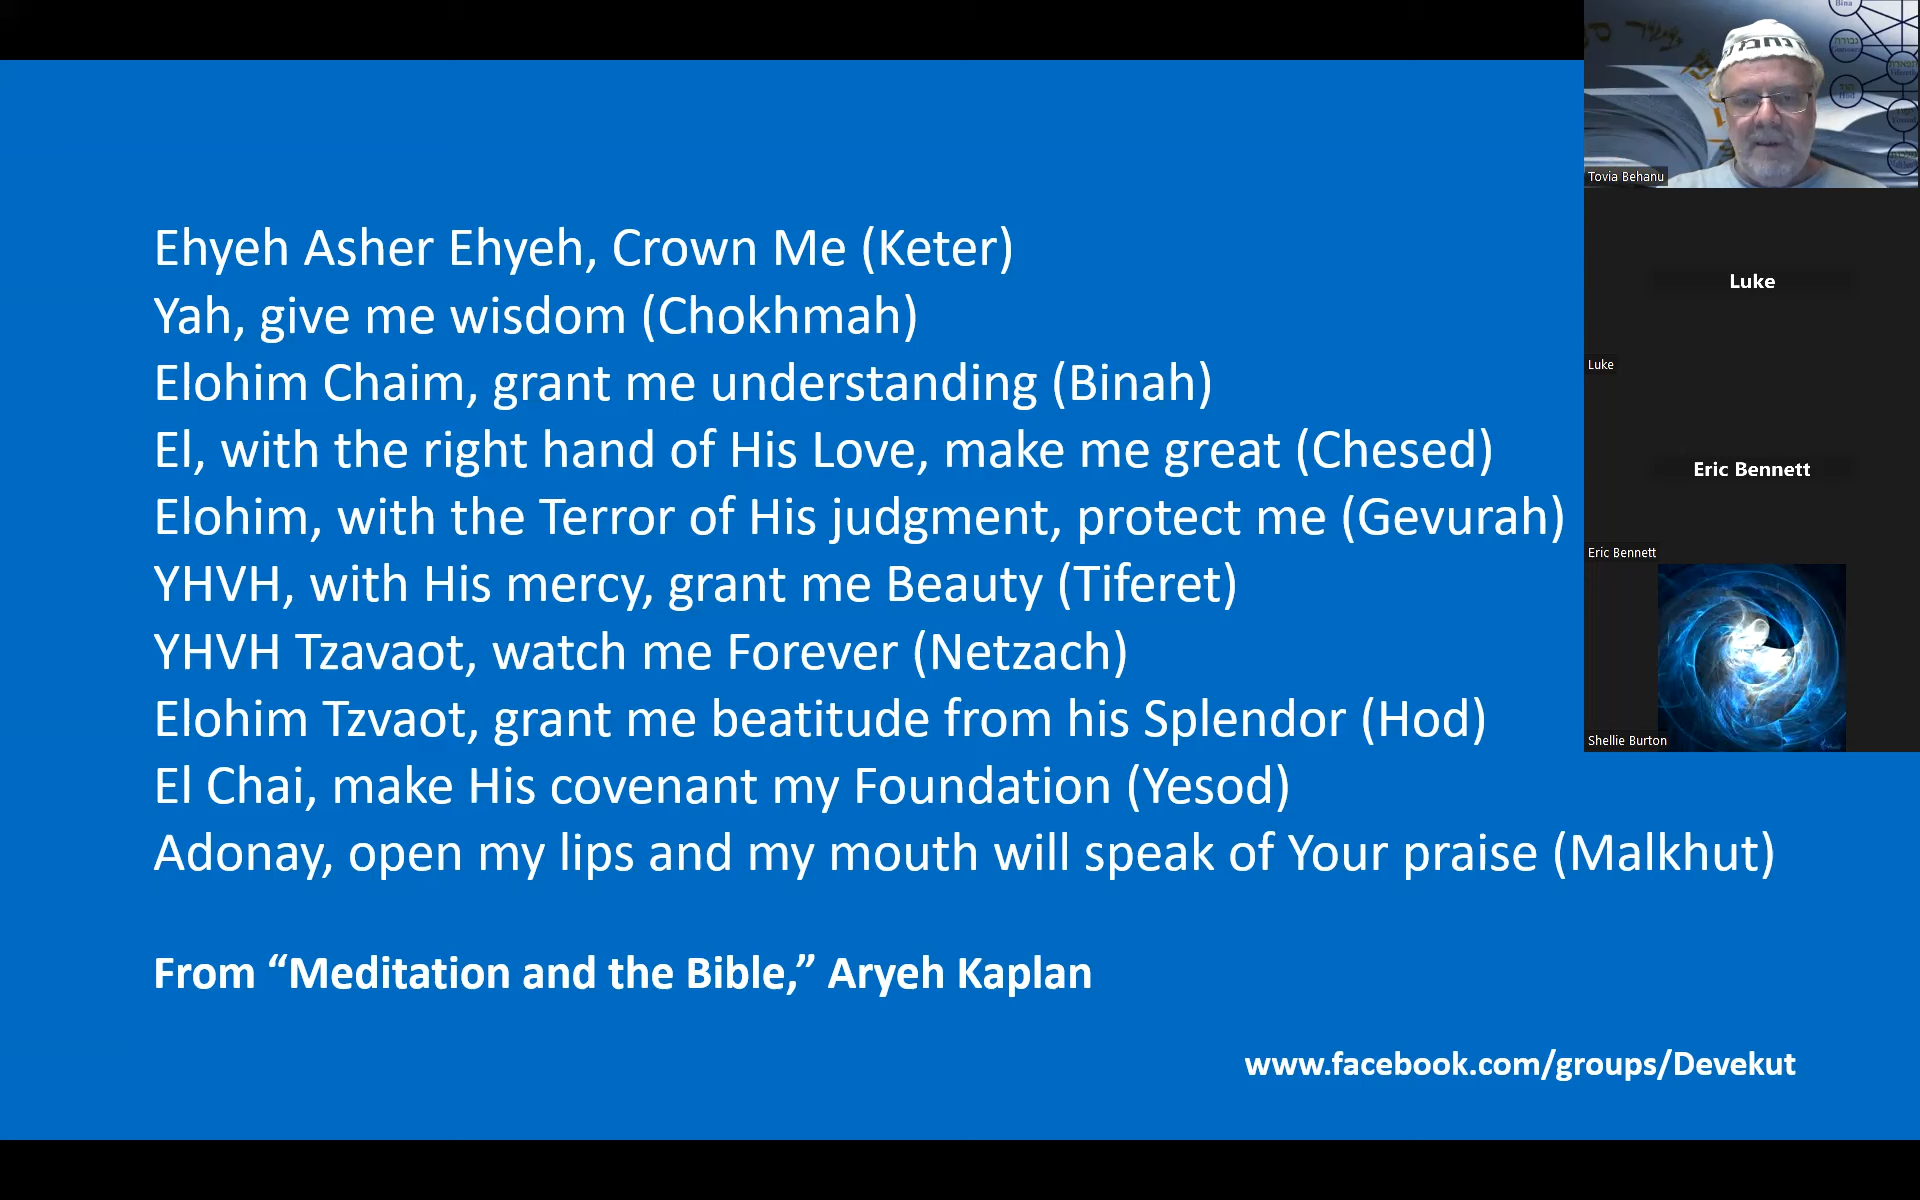 Ehyeh Asher Ehyeh, Crown Me (Keter)
Yah, give me wisdom (Chokhmah)
Elohim Chaim, grant me understanding (Binah)
El, with the right hand of His Love, make me great (Chesed)
Elohim, with the Terror of His judgment, protect me (Gevurah)
YHVH, with His mercy, grant me Beauty (Tiferet)
YHVH Tzavaot, watch me Forever (Netzach)
Elohim Tzvaot, grant me beatitude from his Splendor (Hod)
El Chai, make His covenant my Foundation (Yesod)
Adonay, open my lips and my mouth will speak of Your praise (Malkhut)
From “Meditation and the Bible,” Aryeh Kaplan
www.facebook.com/groups/Devekut
Bina
Hod
Tovia Behanu
Luke
Luke
Eric Bennett
Eric Bennett
Shellie Burton